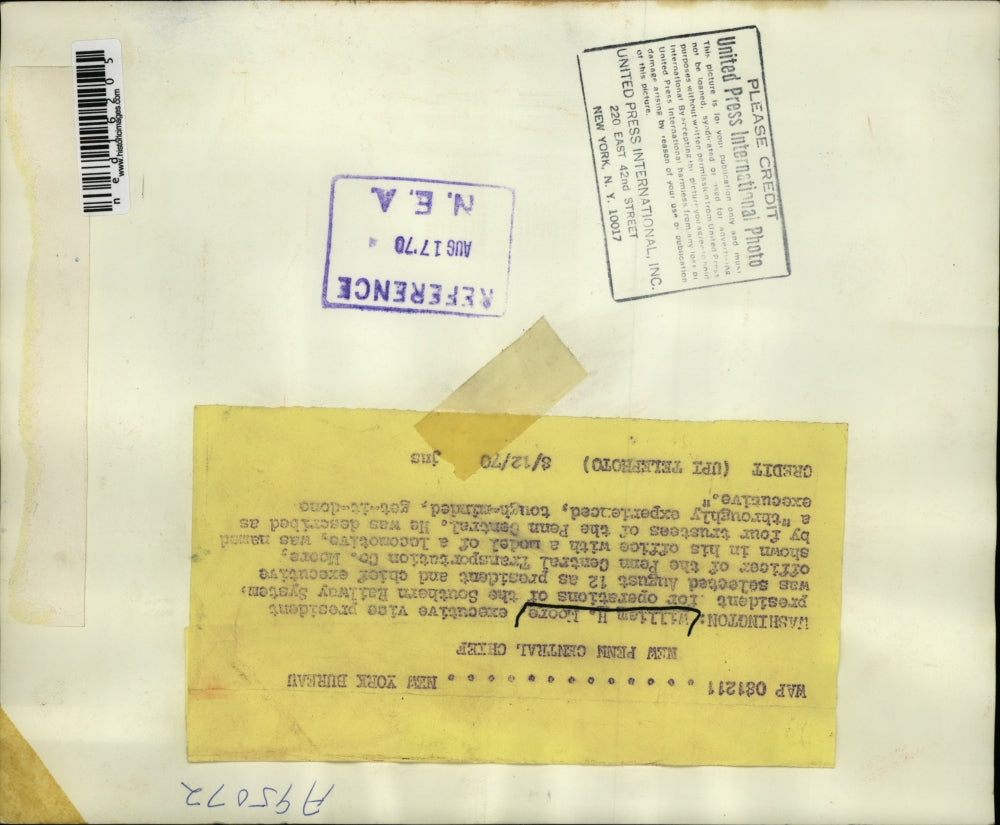 PLEASE CREDIT
United Press International Photo
This picture is for your publication only and must
not be loaned, syndicated or used for advertising
purposes without written permission from United Press
International By accepting this picture you agree to hold
United Press International harmless from any loss or
damage arising by reason of your use or publication
of this picture.
UNITED PRESS INTERNATIONAL, INC.
220 EAST 42nd STREET
NEW YORK, N. Y. 10017
www.historicimages.com
ned16205
REFERENCE
AUG 17 '70
N.E.A
WAP 081211 . . . . . . . . . . . . . NEW YORK BUREAU
NEW PENN CENTRAL CHIEF
WASHINGTON: William H. Moore, executive vice president
president for operations of the Southern Railway System,
was selected August 12 as president and chief executive
officer of the Penn Central Transportation Co. Moore,
shown in his office with a model of a locomotive, was named
by four trustees of the Penn Central. He was described as
a "throughly experienced, tough-minded, get-it-done
executive."
CREDIT (UPI TELEPHOTO) 8/12/70 jns
A95072